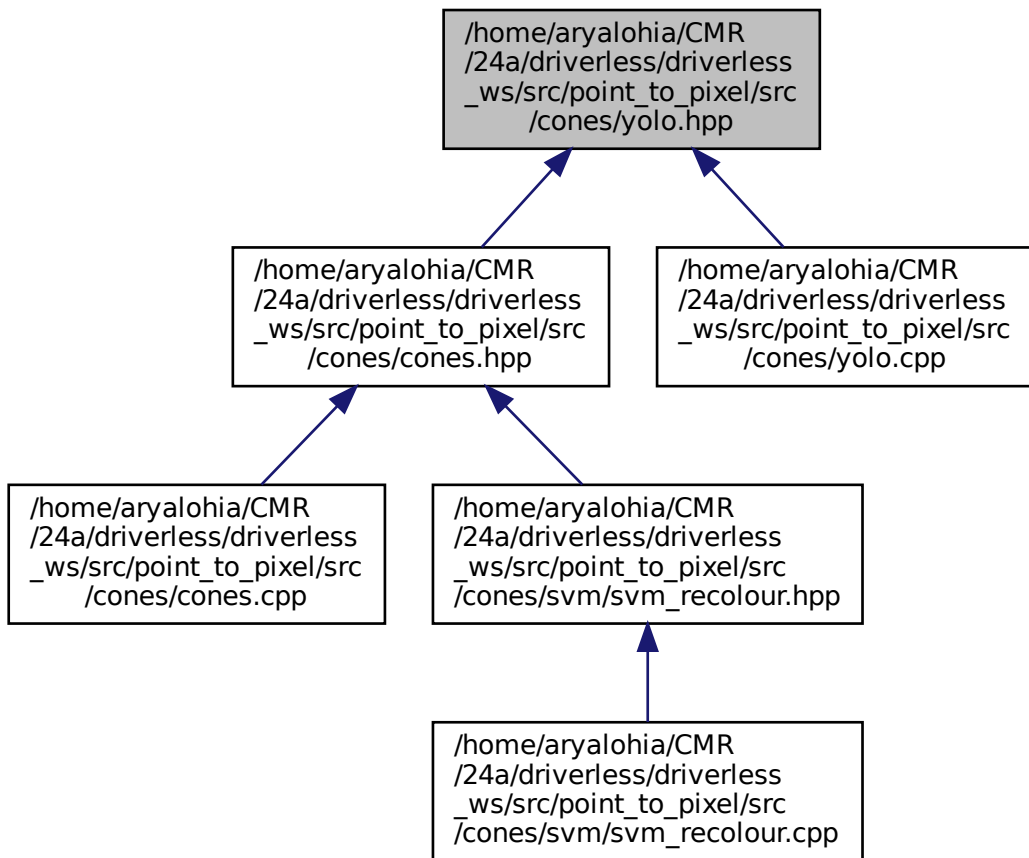 /home/aryalohia/CMR
/24a/driverless/driverless
_ws/src/point_to_pixel/src
/cones/yolo.hpp
/home/aryalohia/CMR
/24a/driverless/driverless
_ws/src/point_to_pixel/src
/cones/cones.hpp
/home/aryalohia/CMR
/24a/driverless/driverless
_ws/src/point_to_pixel/src
/cones/yolo.cpp
/home/aryalohia/CMR
/24a/driverless/driverless
_ws/src/point_to_pixel/src
/cones/cones.cpp
/home/aryalohia/CMR
/24a/driverless/driverless
_ws/src/point_to_pixel/src
/cones/svm/svm_recolour.hpp
/home/aryalohia/CMR
/24a/driverless/driverless
_ws/src/point_to_pixel/src
/cones/svm/svm_recolour.cpp